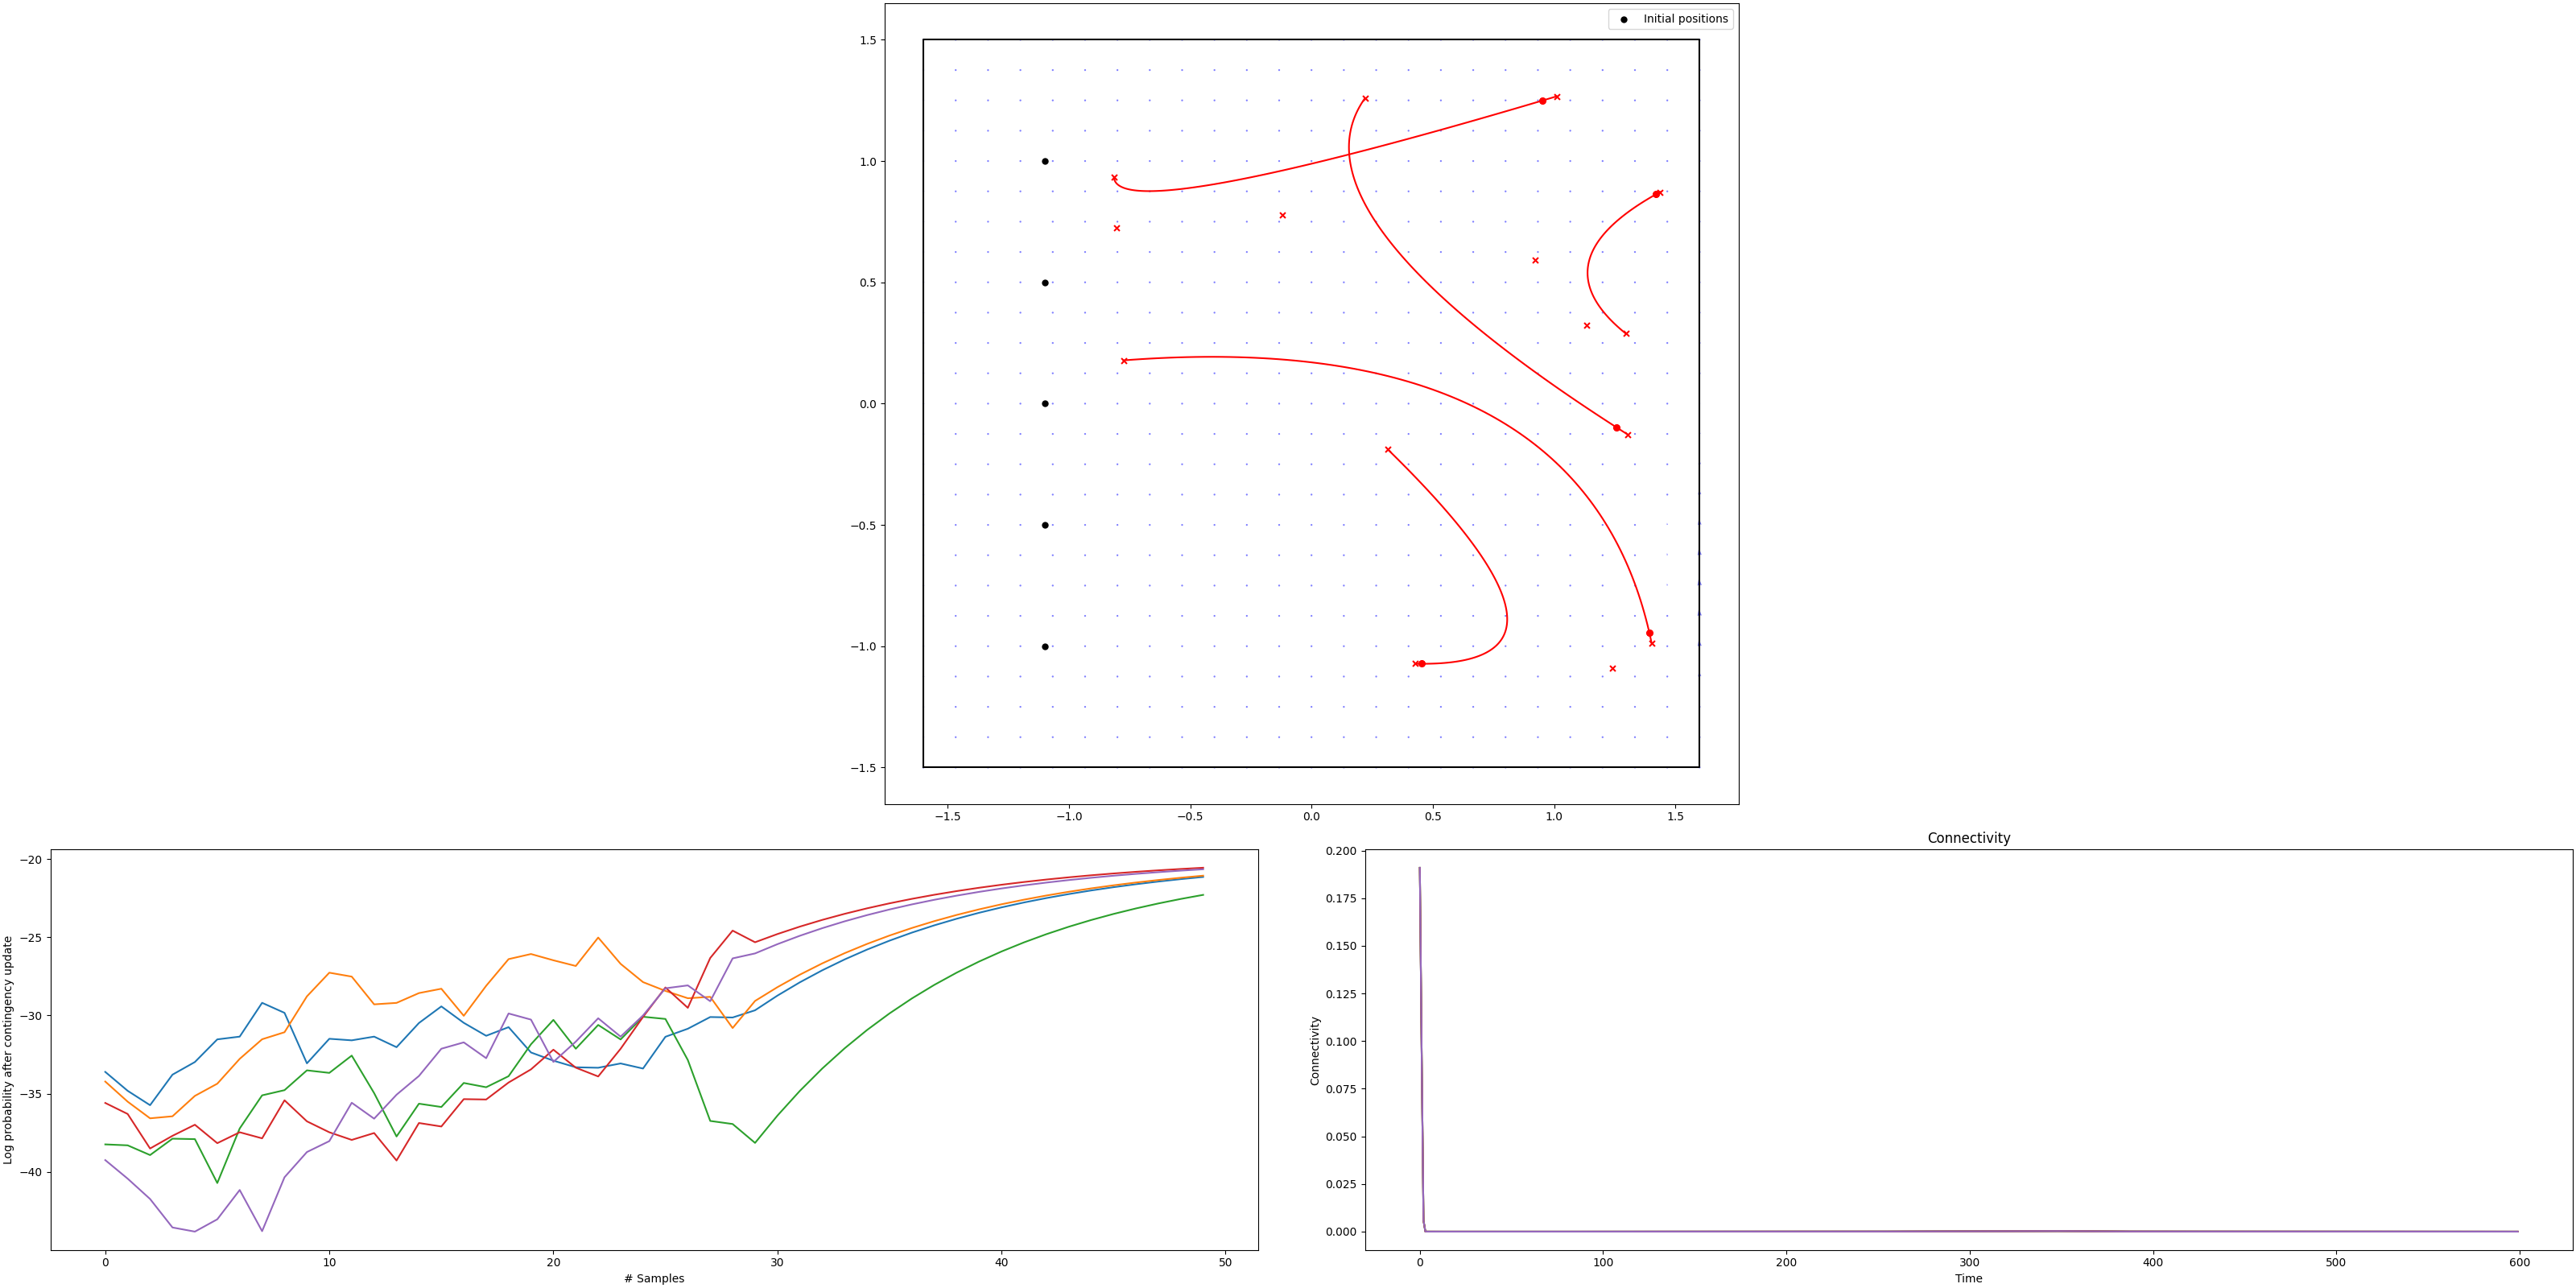 Initial positions
1.5
1.0
0.5
0.0
−0.5
−1.0
−1.5
−1.5 −1.0 −0.5 0.0 0.5 1.0 1.5
Log probability after contingency update
−20
−25
−30
−35
−40
0 10 20 30 40 50
# Samples
Connectivity
Connectivity
0.200
0.175
0.150
0.125
0.100
0.075
0.050
0.025
0.000
0 100 200 300 400 500 600
Time